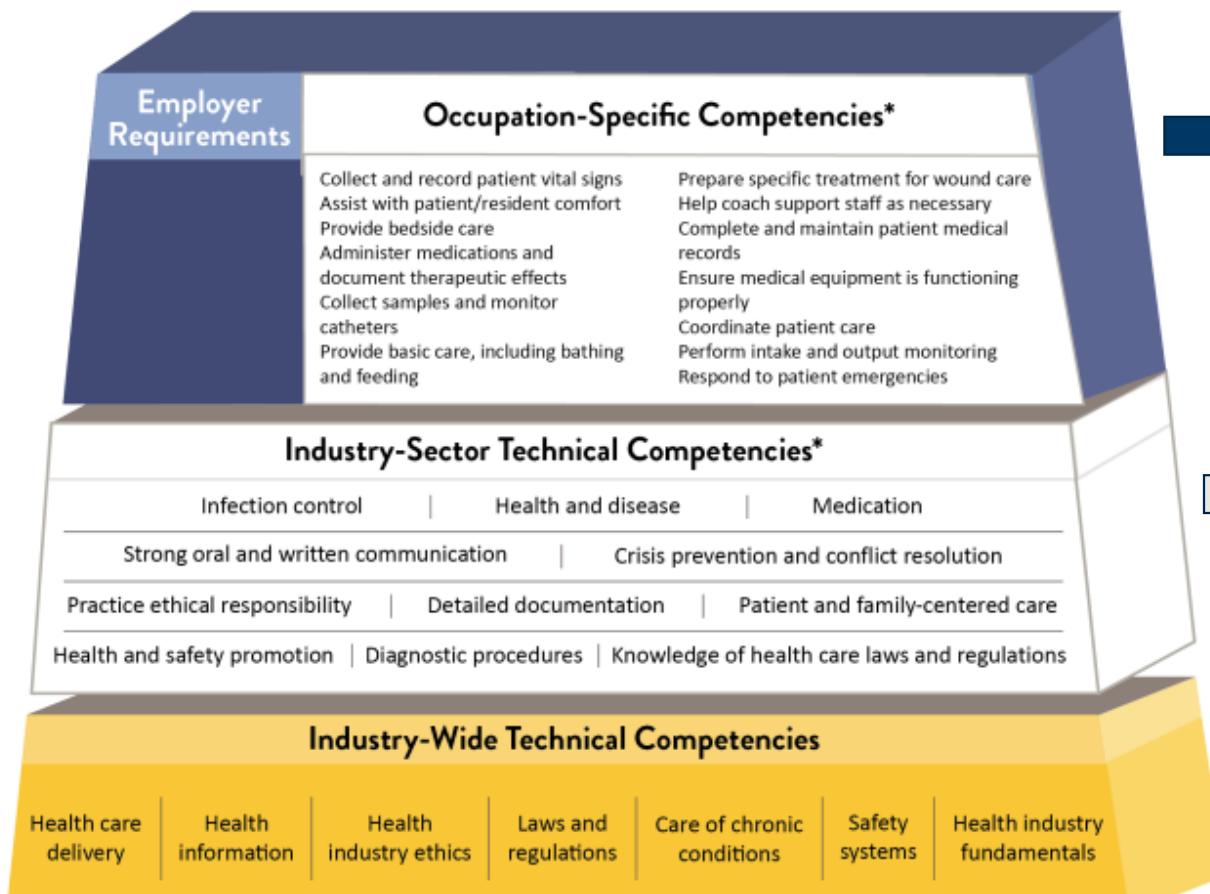 Employer
Requirements
Occupation-Specific Competencies*
Collect and record patient vital signs
Assist with patient/resident comfort
Provide bedside care
Administer medications and
document therapeutic effects
Collect samples and monitor
catheters
Provide basic care, including bathing
and feeding
Prepare specific treatment for wound care
Help coach support staff as necessary
Complete and maintain patient medical
records
Ensure medical equipment is functioning
properly
Coordinate patient care
Perform intake and output monitoring
Respond to patient emergencies
Industry-Sector Technical Competencies*
Infection control | Health and disease | Medication
Strong oral and written communication | Crisis prevention and conflict resolution
Practice ethical responsibility | Detailed documentation | Patient and family-centered care
Health and safety promotion | Diagnostic procedures | Knowledge of health care laws and regulations
Industry-Wide Technical Competencies
Health care
delivery
Health
information
Health
industry ethics
Laws and
regulations
Care of chronic
conditions
Safety
systems
Health industry
fundamentals